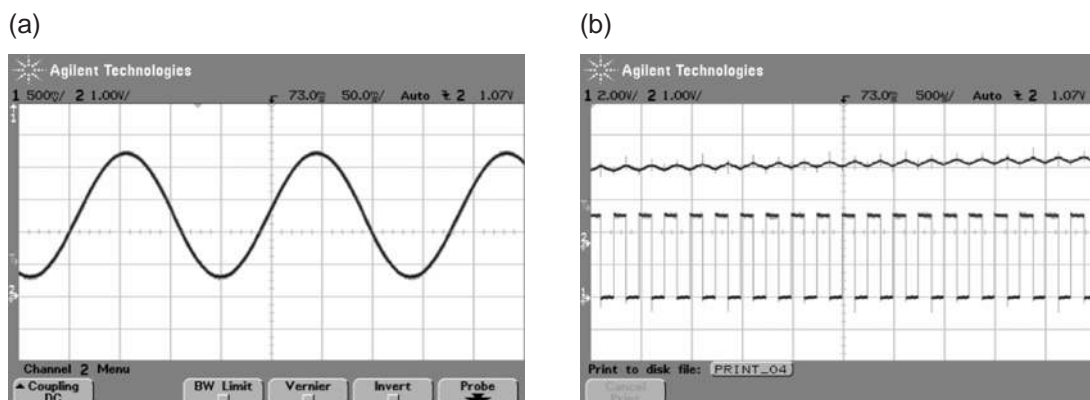 (a)
Agilent Technologies
1 500㎷/ 2 1.00V/ 73.0㎳ 50.0㎳/ Auto 2 1.07V
Channel 2 Menu
Coupling
DC
BW Limit
Vernier
Invert
Probe
(b)
Agilent Technologies
1 2.00V/ 2 1.00V/ 73.0㎳ 500㎲/ Auto 2 1.07V
Print to disk file: PRINT_04
Cancel
Print